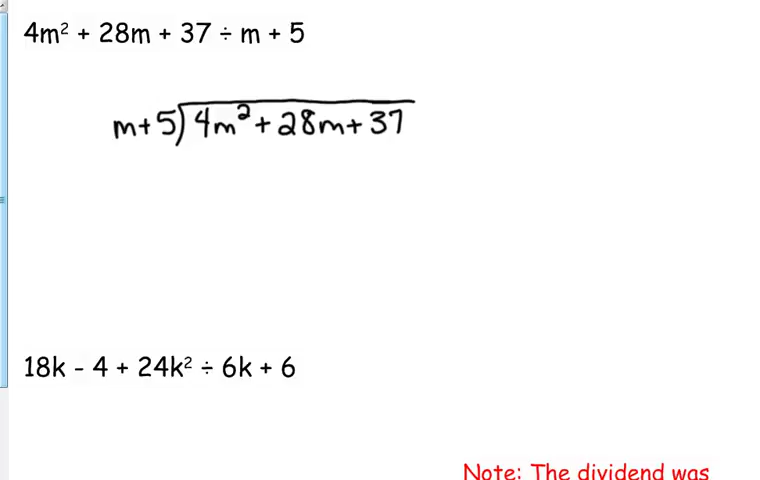 4m² + 28m + 37 ÷ m + 5
m+5)4m²+28m+37
18k - 4 + 24k² ÷ 6k + 6
Note: The dividend was